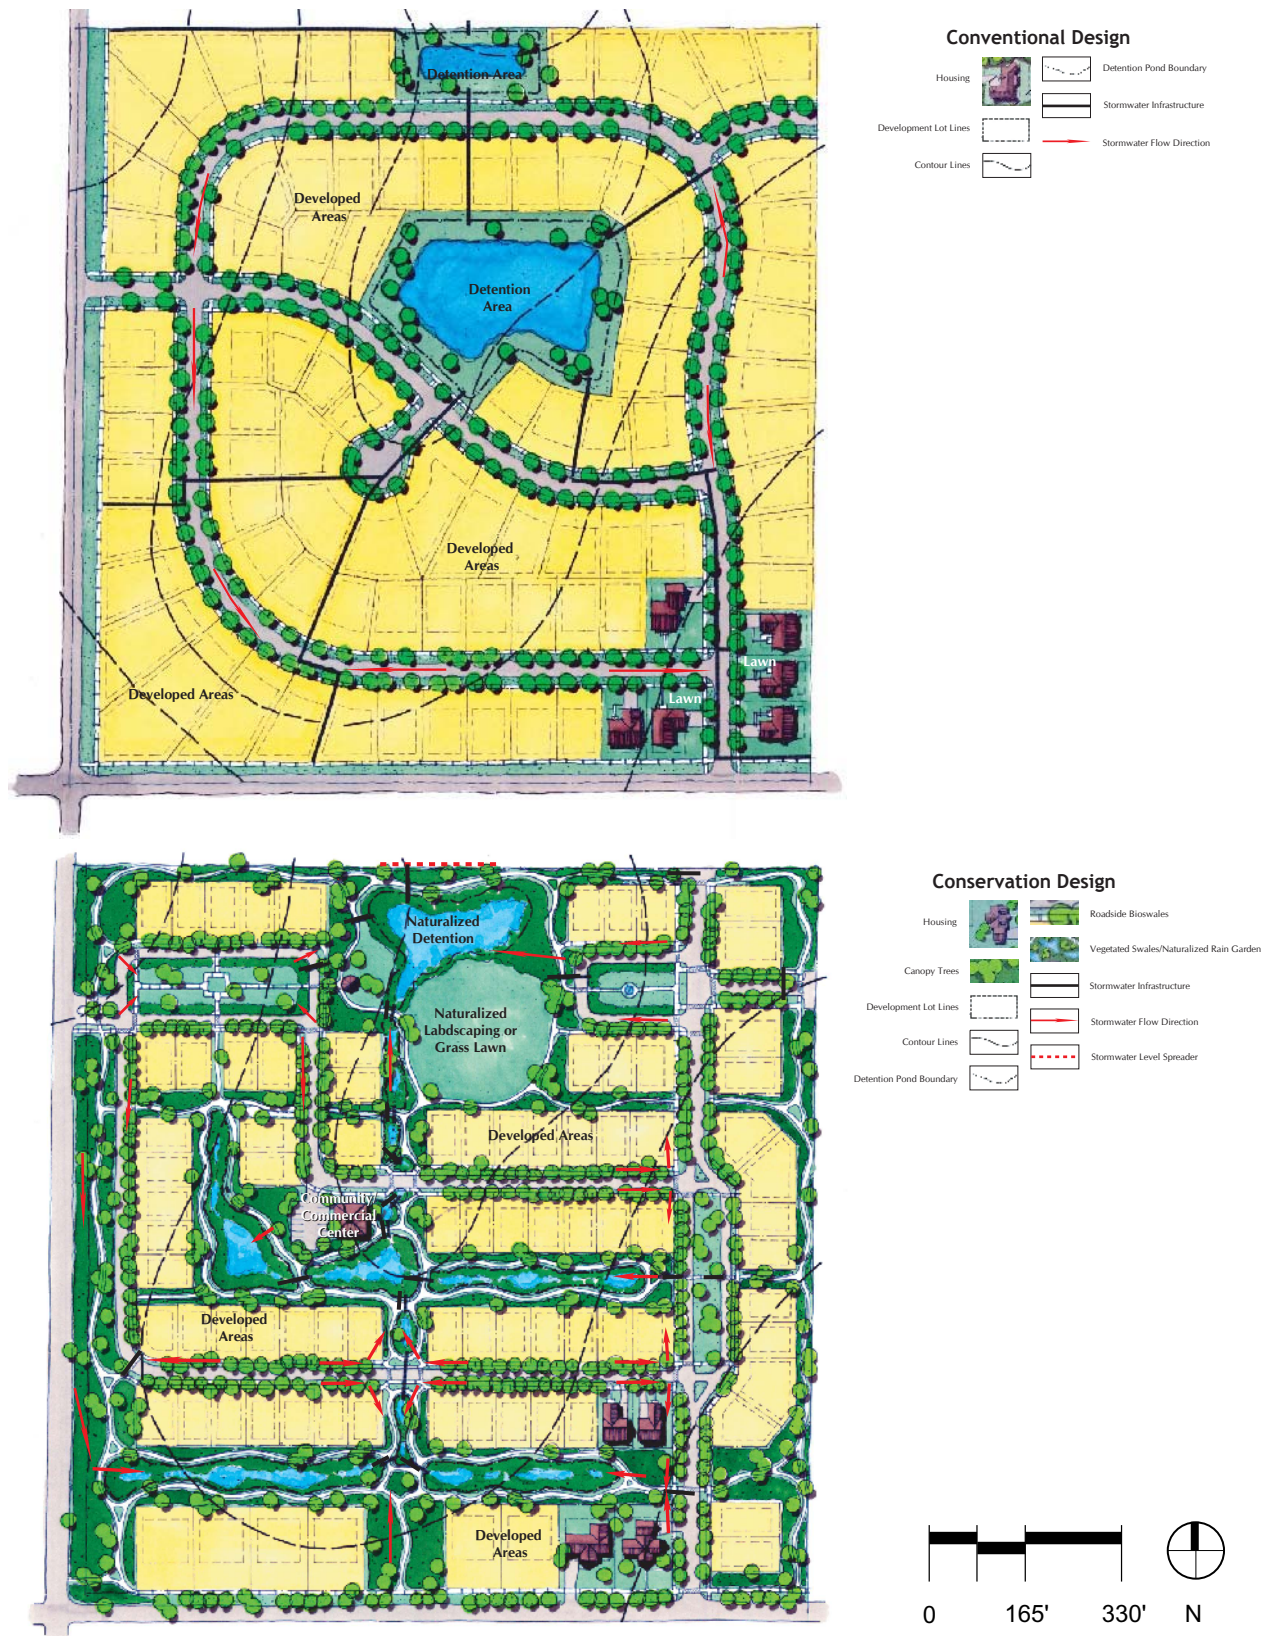 Conventional Design
Housing
Detention Pond Boundary
Stormwater Infrastructure
Development Lot Lines
Stormwater Flow Direction
Contour Lines
Detention Area
Developed
Areas
Detention
Area
Developed
Areas
Lawn
Developed Areas
Lawn
Conservation Design
Housing
Roadside Bioswales
Vegetated Swales/Naturalized Rain Garden
Canopy Trees
Stormwater Infrastructure
Development Lot Lines
Stormwater Flow Direction
Contour Lines
Stormwater Level Spreader
Detention Pond Boundary
Naturalized
Detention
Naturalized
Labdscaping or
Grass Lawn
Developed Areas
Community/
Commercial
Center
Developed
Areas
Developed
Areas
0 165' 330' N